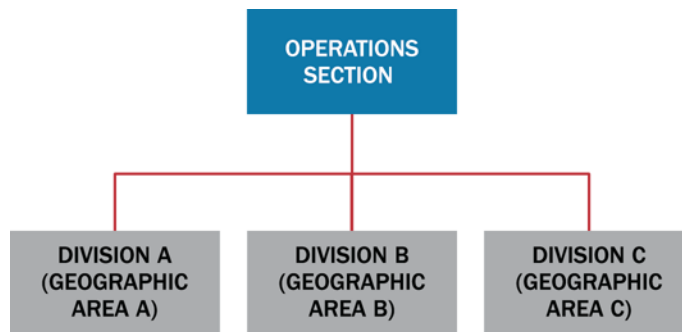 OPERATIONS
SECTION
DIVISION A
(GEOGRAPHIC
AREA A)
DIVISION B
(GEOGRAPHIC
AREA B)
DIVISION C
(GEOGRAPHIC
AREA C)